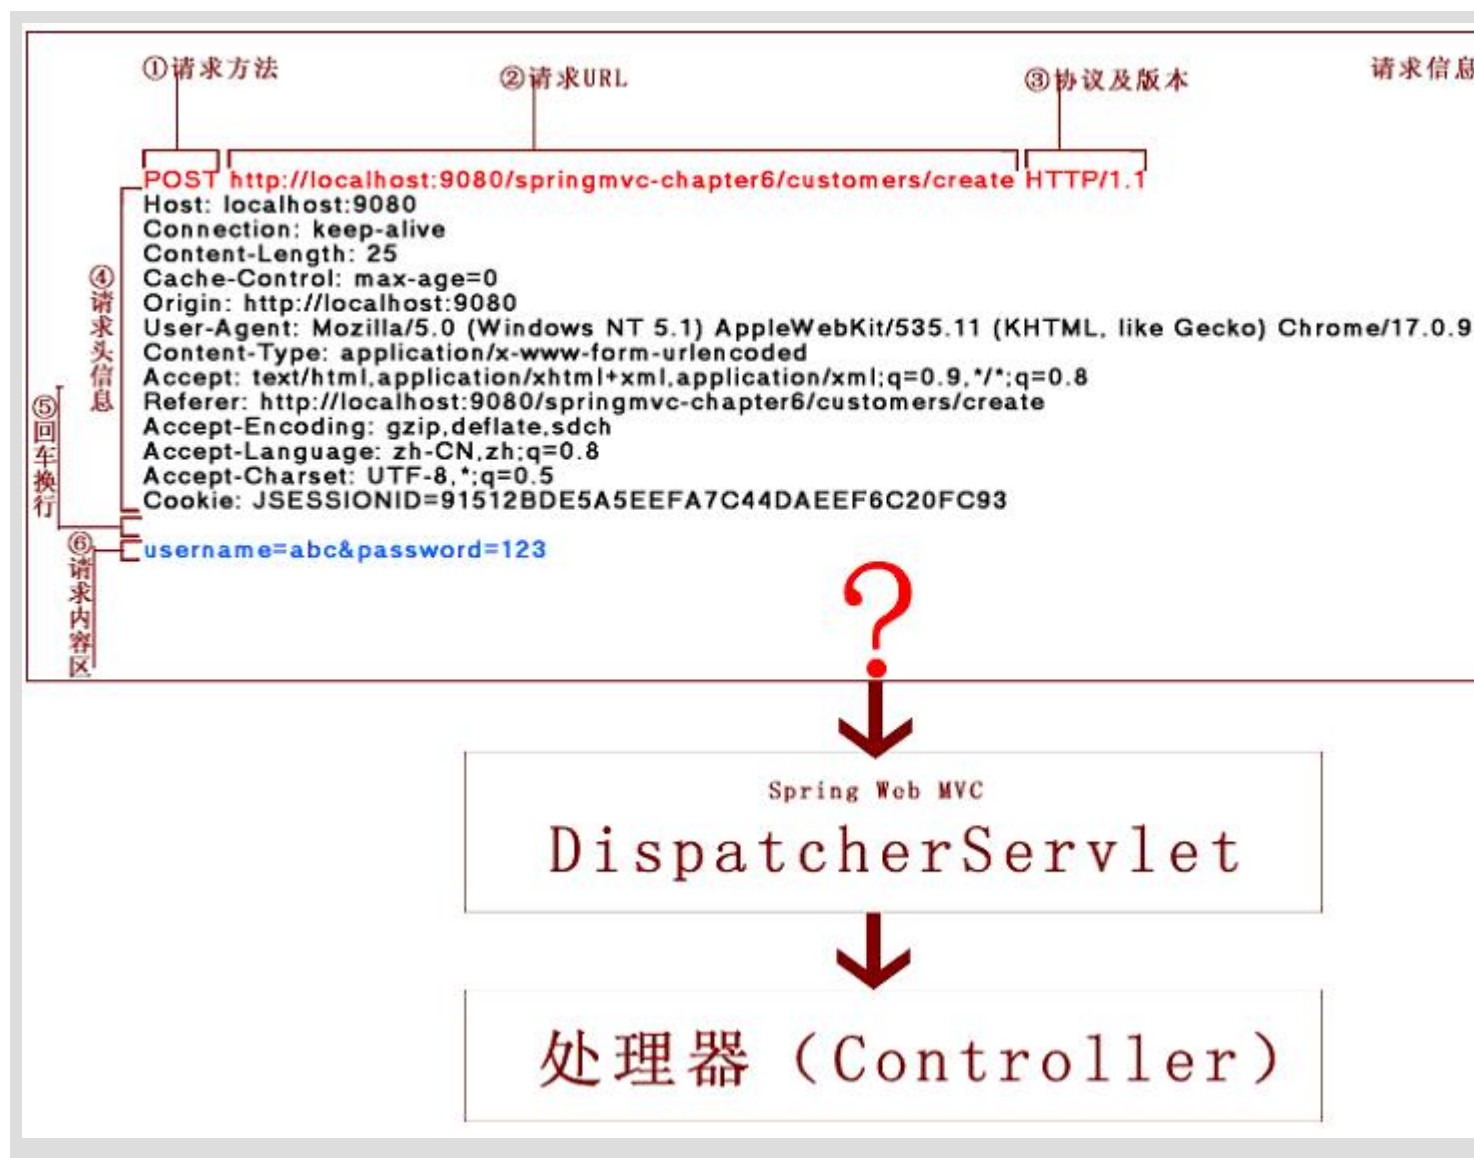 ①请求方法
②请求URL
③协议及版本
请求信息
POST http://localhost:9080/springmvc-chapter6/customers/create HTTP/1.1
Host: localhost:9080
Connection: keep-alive
Content-Length: 25
Cache-Control: max-age=0
Origin: http://localhost:9080
User-Agent: Mozilla/5.0 (Windows NT 5.1) AppleWebKit/535.11 (KHTML, like Gecko) Chrome/17.0.9
Content-Type: application/x-www-form-urlencoded
Accept: text/html,application/xhtml+xml,application/xml;q=0.9,*/*;q=0.8
Referer: http://localhost:9080/springmvc-chapter6/customers/create
Accept-Encoding: gzip,deflate,sdch
Accept-Language: zh-CN,zh;q=0.8
Accept-Charset: UTF-8,*;q=0.5
Cookie: JSESSIONID=91512BDE5A5EEFA7C44DAEEF6C20FC93
④请求头信息
⑤回车换行
⑥请求内容区
username=abc&password=123
?
Spring Web MVC
DispatcherServlet
处理器（Controller）